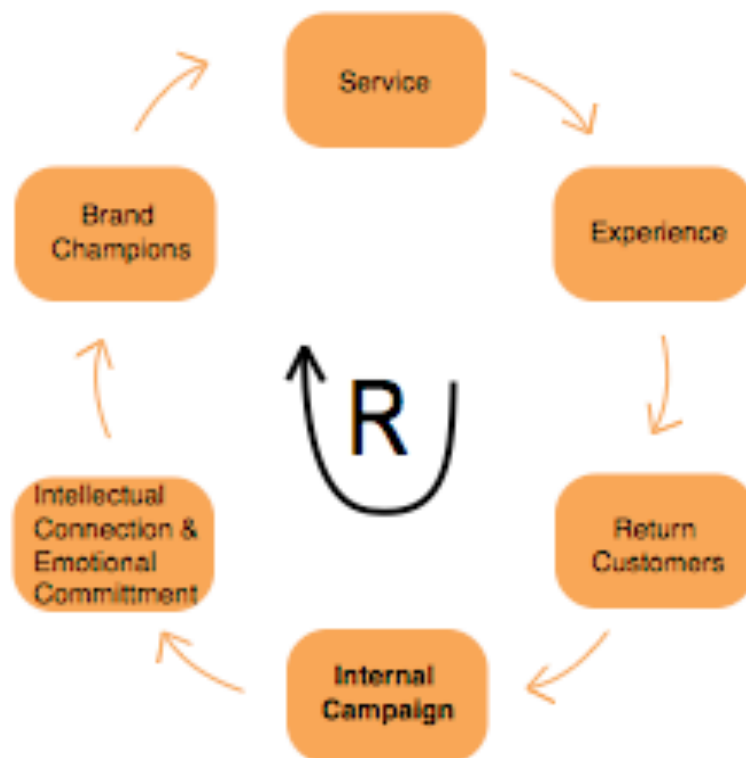 Service
Experience
Return
Customers
Internal
Campaign
Intellectual
Connection &
Emotional
Committment
Brand
Champions
R